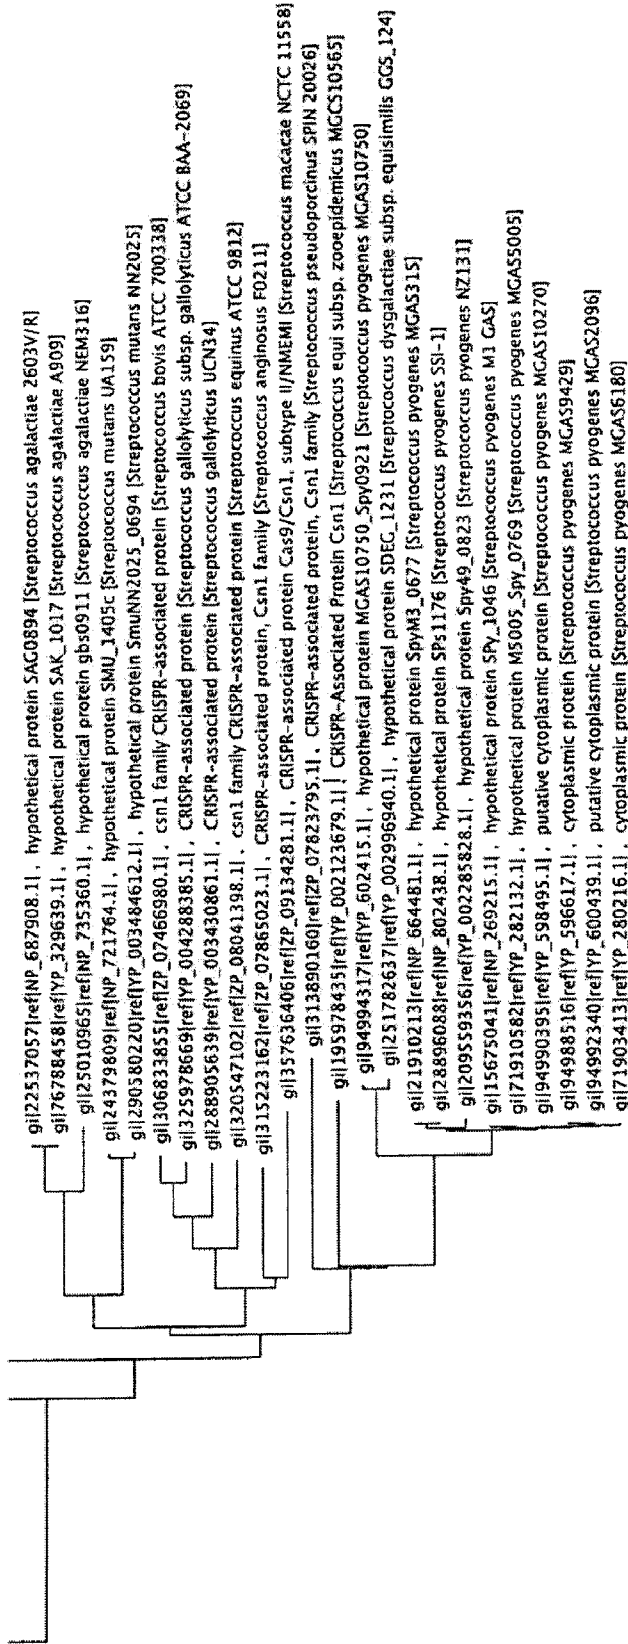 gi|22537057|ref|NP_687908.1|, hypothetical protein SAG0894 [Streptococcus agalactiae 2603V/R]
gi|76788458|ref|YP_329639.1|, hypothetical protein SAK_1017 [Streptococcus agalactiae A909]
gi|25010965|ref|NP_735360.1|, hypothetical protein gbs0911 [Streptococcus agalactiae NEM316]
gi|24379809|ref|NP_721764.1|, hypothetical protein SMU_1405c [Streptococcus mutans UA159]
gi|290580220|ref|YP_003484612.1|, hypothetical protein SmuNN2025_0694 [Streptococcus mutans NN2025]
gi|306833855|ref|ZP_07466980.1|, csn1 family CRISPR-associated protein [Streptococcus bovis ATCC 700338]
gi|325978669|ref|YP_004288385.1|, CRISPR-associated protein [Streptococcus gallolyticus subsp. gallolyticus ATCC BAA-2069]
gi|288905639|ref|YP_003430861.1|, CRISPR-associated protein [Streptococcus gallolyticus UCN34]
gi|320547102|ref|ZP_08041398.1|, csn1 family CRISPR-associated protein [Streptococcus equinus ATCC 9812]
gi|315223162|ref|ZP_07865023.1|, CRISPR-associated protein, Csn1 family [Streptococcus anginosus F0211]
gi|357636406|ref|ZP_09134281.1|, CRISPR-associated protein Cas9/Csn1, subtype II/NMEMI [Streptococcus macacae NCTC 11558]
gi|313890160|ref|ZP_07823795.1|, CRISPR-associated protein, Csn1 family [Streptococcus pseudoporcinus SPIN 20026]
gi|195978435|ref|YP_002123679.1|| CRISPR-Associated Protein Csn1 [Streptococcus equi subsp. zooepidemicus MGCS10565]
gi|94994317|ref|YP_602415.1|, hypothetical protein MGAS10750_Spy0921 [Streptococcus pyogenes MGAS10750]
gi|251782637|ref|YP_002996940.1|, hypothetical protein SDEG_1231 [Streptococcus dysgalactiae subsp. equisimilis GGS_124]
gi|21910213|ref|NP_664481.1|, hypothetical protein SpyM3_0677 [Streptococcus pyogenes MGAS315]
gi|28896088|ref|NP_802438.1|, hypothetical protein SPs1176 [Streptococcus pyogenes SSI-1]
gi|209559356|ref|YP_002285828.1|, hypothetical protein Spy49_0823 [Streptococcus pyogenes NZ131]
gi|15675041|ref|NP_269215.1|, hypothetical protein SPy_1046 [Streptococcus pyogenes M1 GAS]
gi|71910582|ref|YP_282132.1|, hypothetical protein M5005_Spy_0769 [Streptococcus pyogenes MGAS5005]
gi|94990395|ref|YP_598495.1|, putative cytoplasmic protein [Streptococcus pyogenes MGAS10270]
gi|94988516|ref|YP_596617.1|, cytoplasmic protein [Streptococcus pyogenes MGAS9429]
gi|94992340|ref|YP_600439.1|, putative cytoplasmic protein [Streptococcus pyogenes MGAS2096]
gi|71903413|ref|YP_280216.1|, cytoplasmic protein [Streptococcus pyogenes MGAS6180]